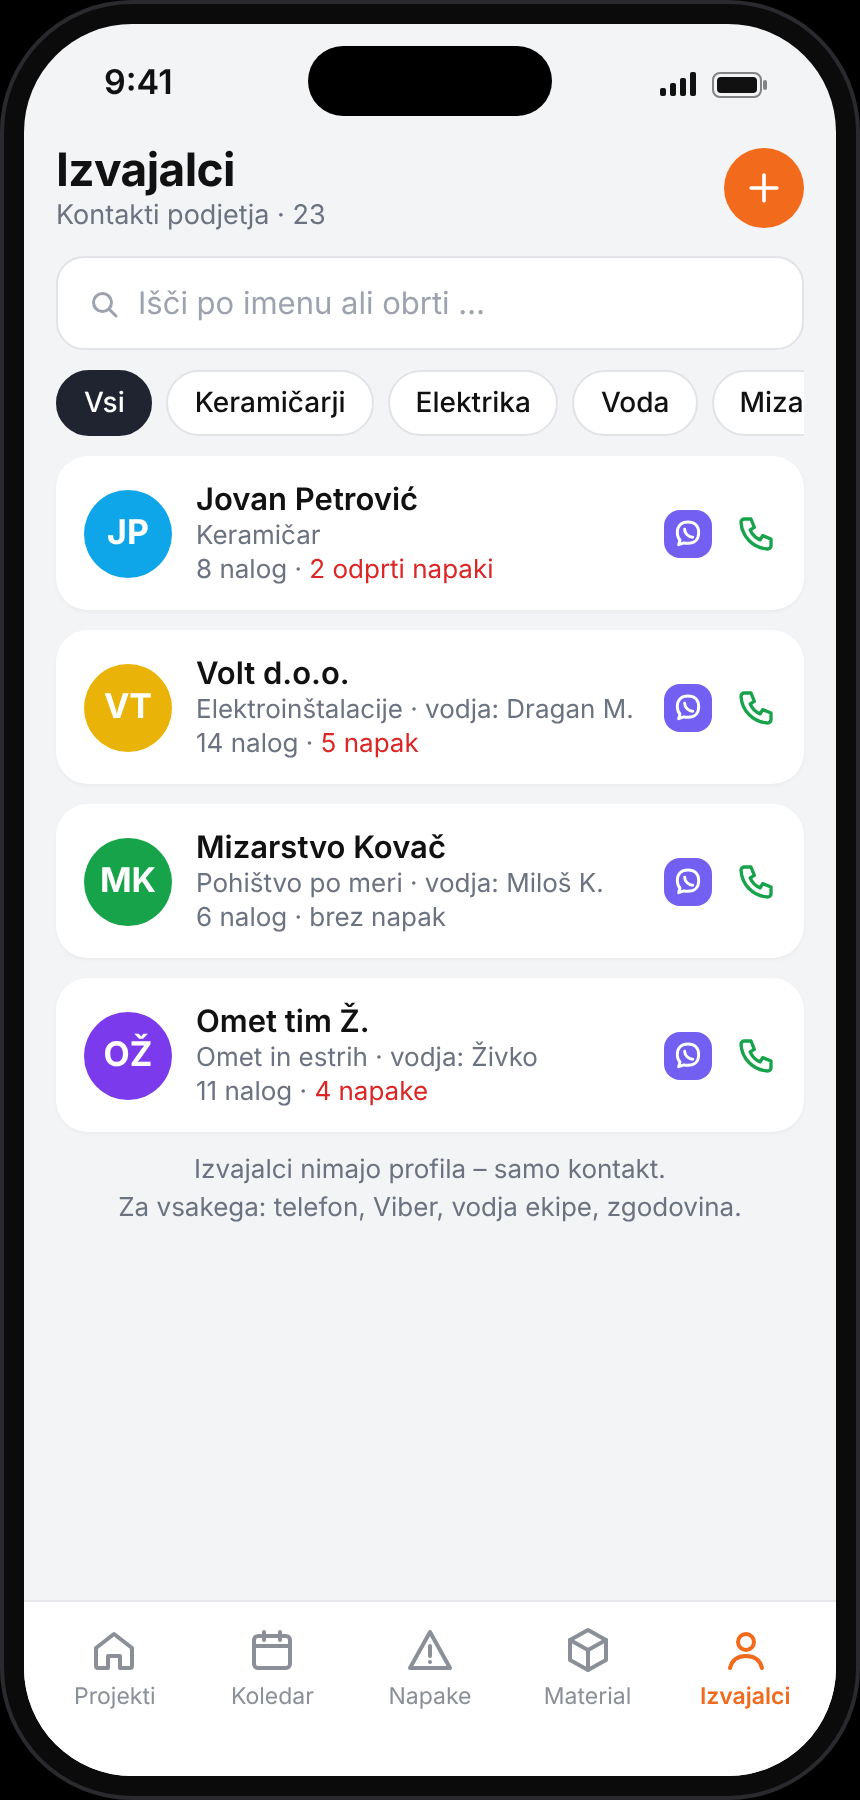 9:41
Izvajalci
Kontakti podjetja · 23
Išči po imenu ali obrti ...
Vsi Keramičarji Elektrika Voda Miza
JP
Jovan Petrović
Keramičar
8 nalog · 2 odprti napaki
VT
Volt d.o.o.
Elektroinštalacije · vodja: Dragan M.
14 nalog · 5 napak
MK
Mizarstvo Kovač
Pohištvo po meri · vodja: Miloš K.
6 nalog · brez napak
OŽ
Omet tim Ž.
Omet in estrih · vodja: Živko
11 nalog · 4 napake
Izvajalci nimajo profila – samo kontakt.
Za vsakega: telefon, Viber, vodja ekipe, zgodovina.
Projekti Koledar Napake Material Izvajalci